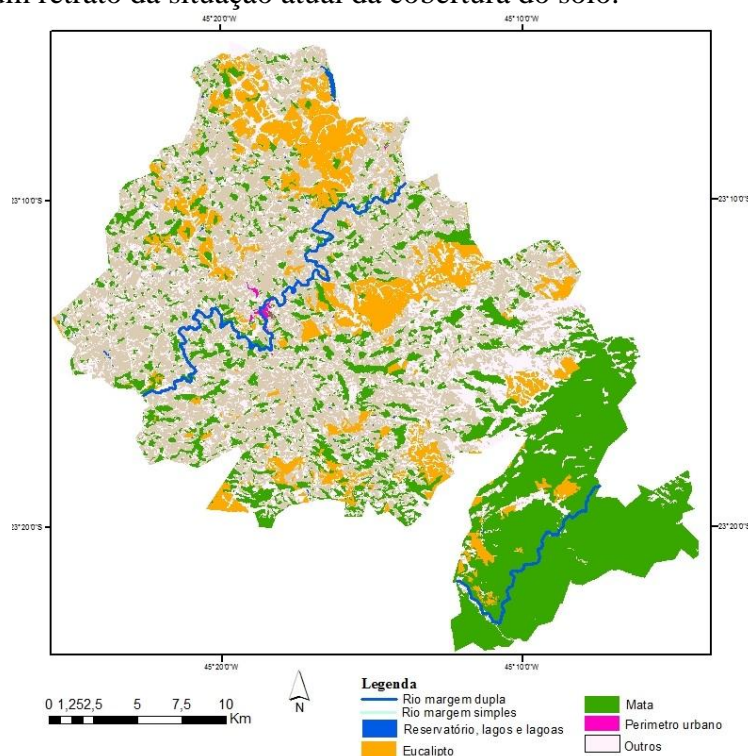 um retrato da situação atual da cobertura do solo.
45°20'0"W 45°10'0"W
23°10'0"S 23°10'0"S
23°20'0"S 23°20'0"S
45°20'0"W 45°10'0"W
0 1,252,5 5 7,5 10
Km
N
Legenda
Rio margem dupla
Rio margem simples
Reservatório, lagos e lagoas
Eucalipto
Mata
Perimetro urbano
Outros